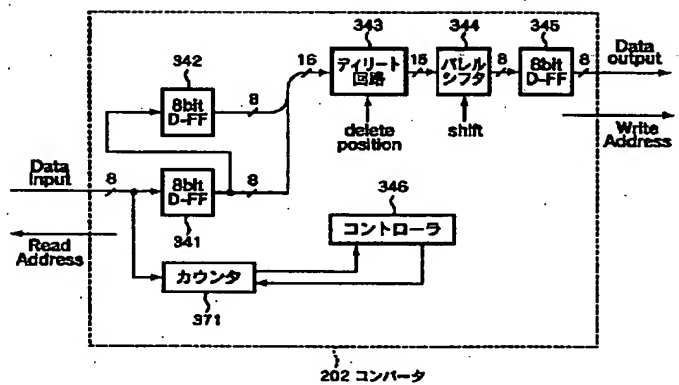 343
344
345
342
16
ディリート
回路
15
バレル
シフタ
8
8bit
D-FF
8
Data
output
8bit
D-FF
8
delete
position
shift
Write
Address
Data
Input
8
8bit
D-FF
8
341
346
コントローラ
Read
Address
カウンタ
371
202 コンバータ